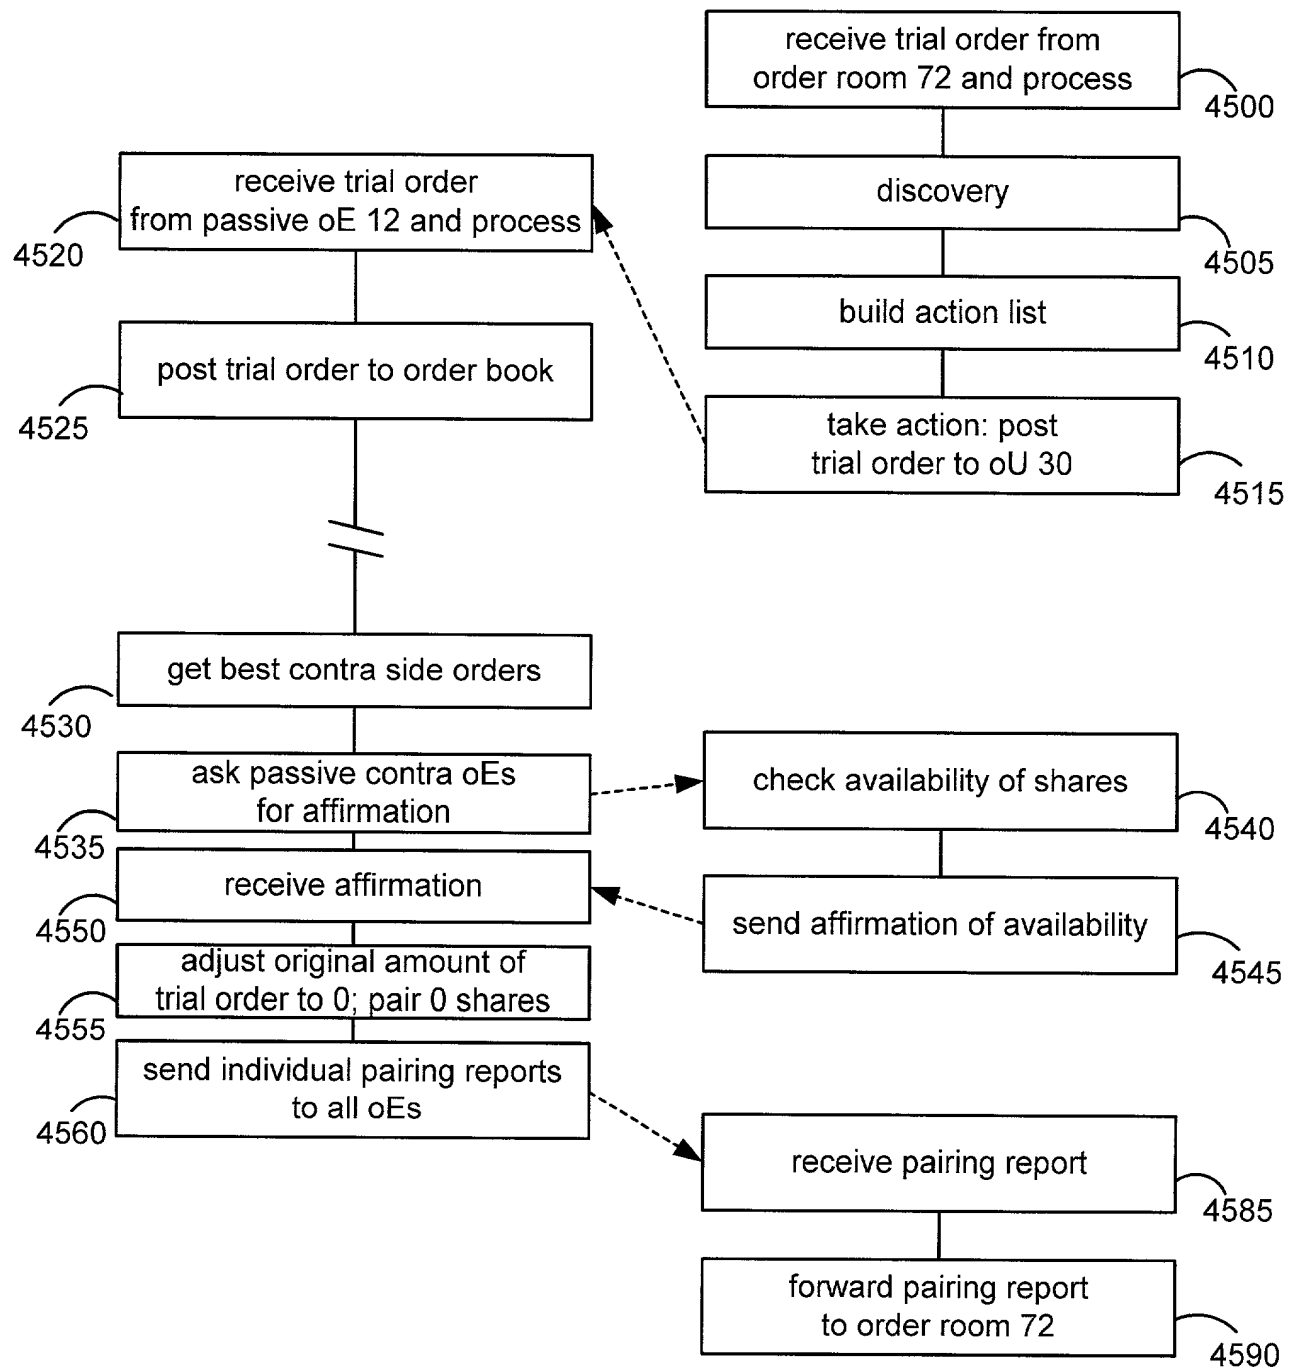 receive trial order from
order room 72 and process
4500
discovery
4505
build action list
4510
take action: post
trial order to oU 30
4515
receive trial order
from passive oE 12 and process
4520
post trial order to order book
4525
get best contra side orders
4530
ask passive contra oEs
for affirmation
4535
check availability of shares
4540
send affirmation of availability
4545
receive affirmation
4550
adjust original amount of
trial order to 0; pair 0 shares
4555
send individual pairing reports
to all oEs
4560
receive pairing report
4585
forward pairing report
to order room 72
4590